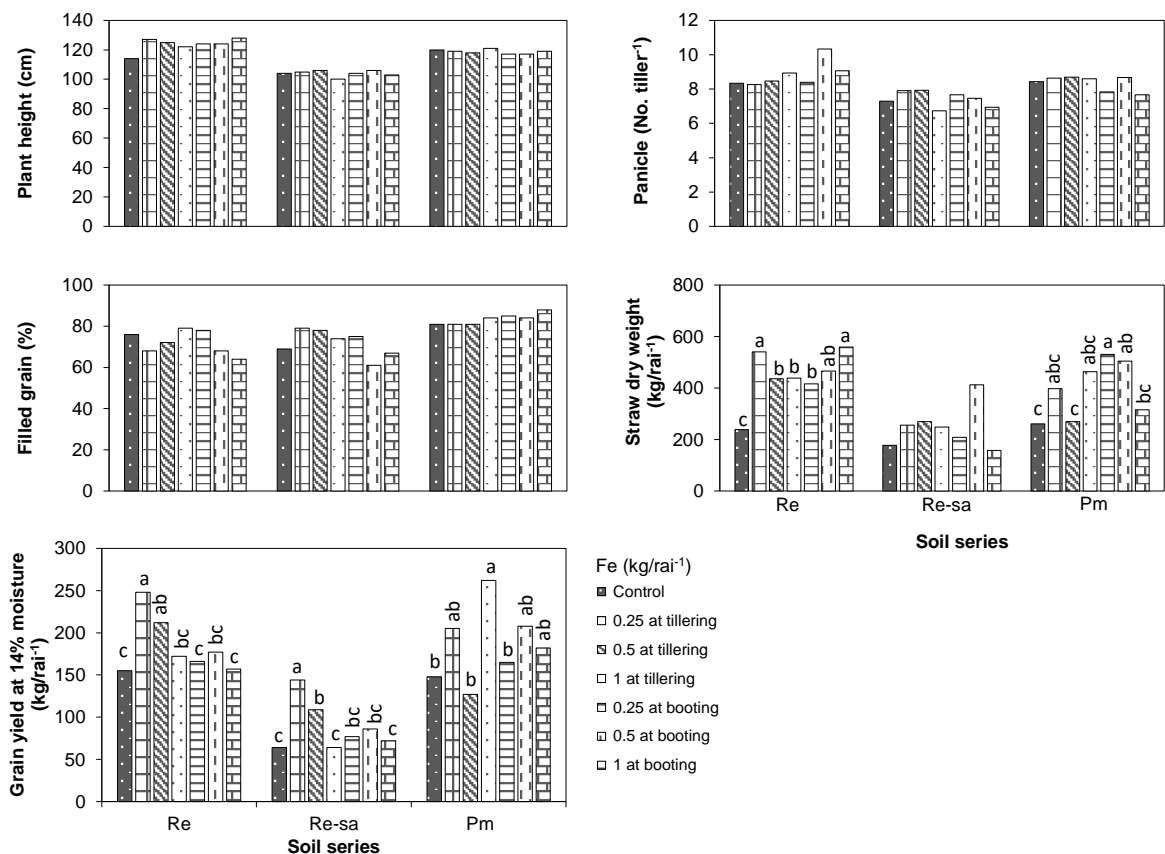 Plant height (cm)
140
120
100
80
60
40
20
0
Panicle (No. tiller⁻¹)
12
10
8
6
4
2
0
Filled grain (%)
100
80
60
40
20
0
Straw dry weight
(kg/rai⁻¹)
800
600
400
200
0
c a b b b ab a
c abc c abc a ab bc
Re Re-sa Pm
Soil series
Grain yield at 14% moisture
(kg/rai⁻¹)
300
250
200
150
100
50
0
c a ab bc c bc c
c a b c bc bc c
b ab b a b ab ab
Re Re-sa Pm
Soil series
Fe (kg/rai⁻¹)
Control
0.25 at tillering
0.5 at tillering
1 at tillering
0.25 at booting
0.5 at booting
1 at booting